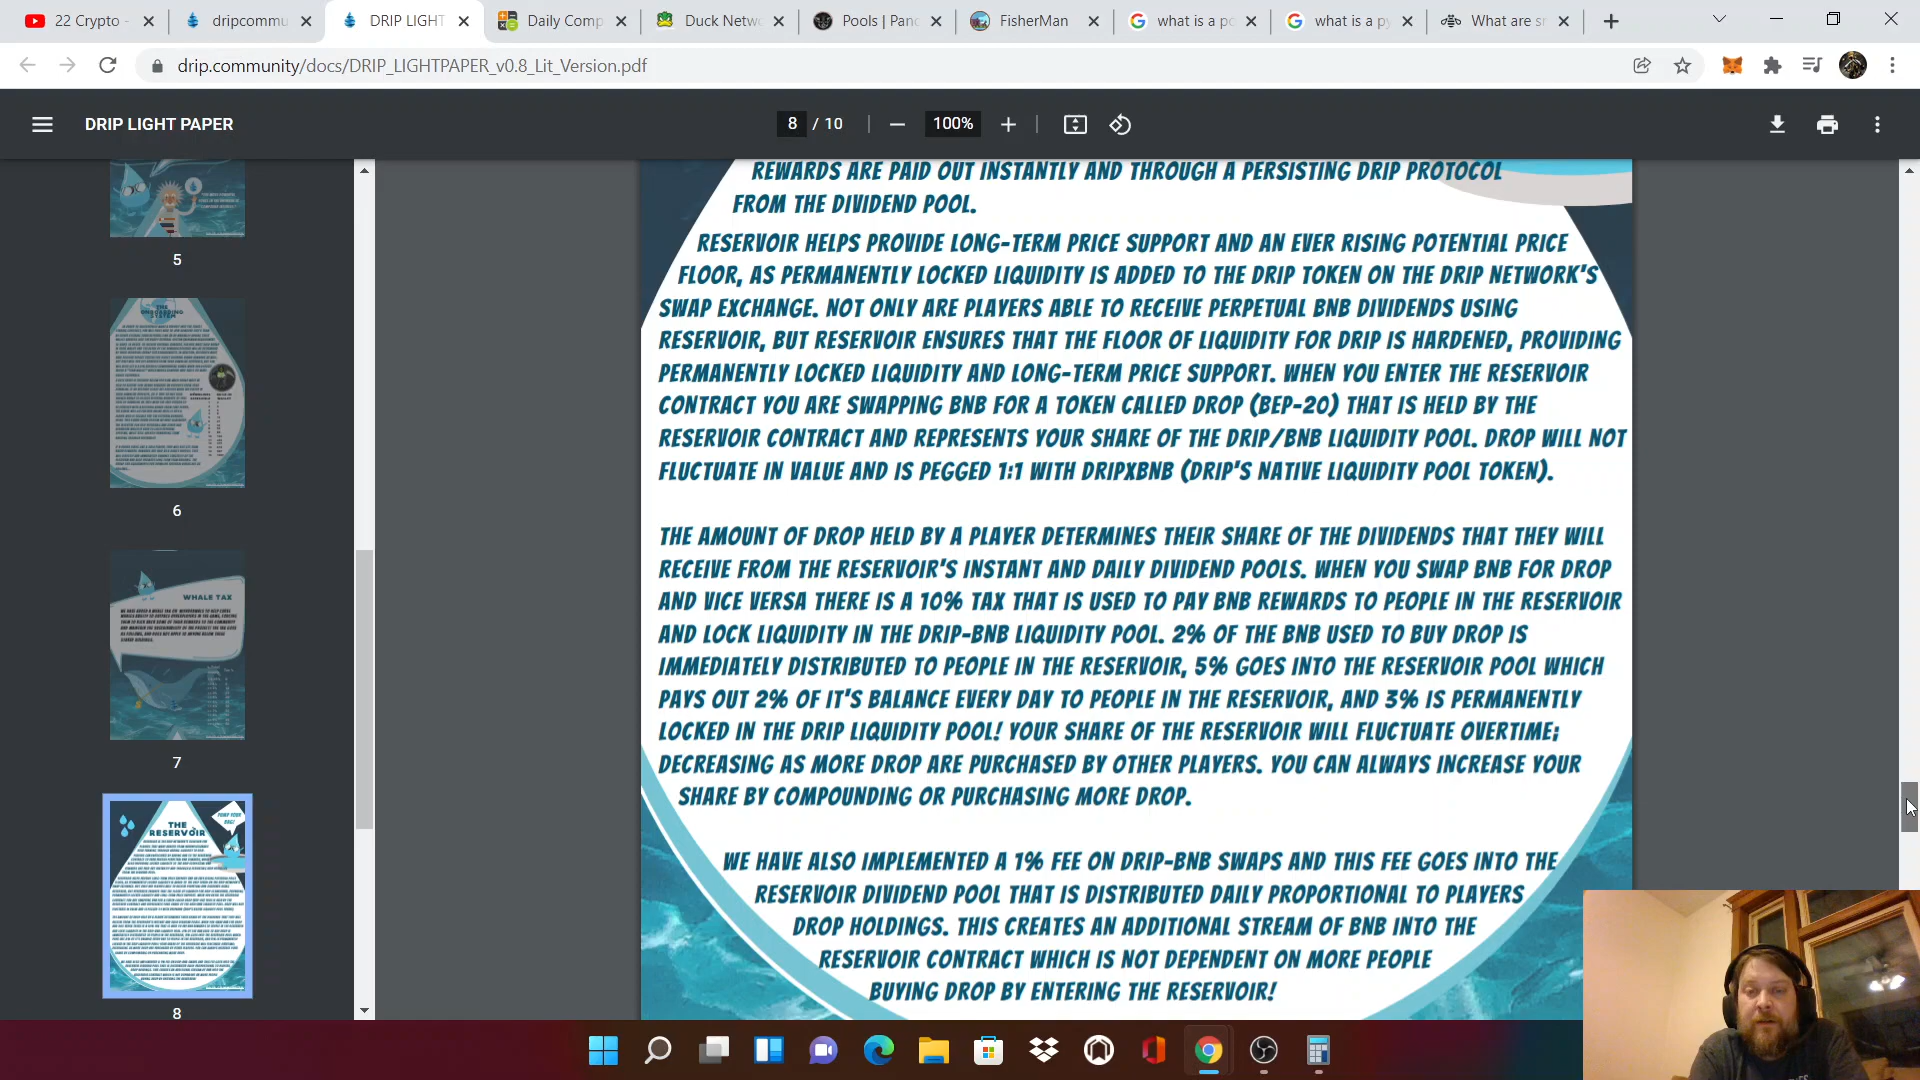 22 Crypto -
dripcommu
DRIP LIGHT
Daily Comp
Duck Netw
Pools | Panc
FisherMan
what is a po
what is a py
What are sm
drip.community/docs/DRIP_LIGHTPAPER_v0.8_Lit_Version.pdf
DRIP LIGHT PAPER
8 / 10
100%
5
6
WHALE TAX
7
THE
RESERVOIR
8
REWARDS ARE PAID OUT INSTANTLY AND THROUGH A PERSISTING DRIP PROTOCOL
FROM THE DIVIDEND POOL.
RESERVOIR HELPS PROVIDE LONG-TERM PRICE SUPPORT AND AN EVER RISING POTENTIAL PRICE
FLOOR, AS PERMANENTLY LOCKED LIQUIDITY IS ADDED TO THE DRIP TOKEN ON THE DRIP NETWORK'S
SWAP EXCHANGE. NOT ONLY ARE PLAYERS ABLE TO RECEIVE PERPETUAL BNB DIVIDENDS USING
RESERVOIR, BUT RESERVOIR ENSURES THAT THE FLOOR OF LIQUIDITY FOR DRIP IS HARDENED, PROVIDING
PERMANENTLY LOCKED LIQUIDITY AND LONG-TERM PRICE SUPPORT. WHEN YOU ENTER THE RESERVOIR
CONTRACT YOU ARE SWAPPING BNB FOR A TOKEN CALLED DROP (BEP-20) THAT IS HELD BY THE
RESERVOIR CONTRACT AND REPRESENTS YOUR SHARE OF THE DRIP/BNB LIQUIDITY POOL. DROP WILL NOT
FLUCTUATE IN VALUE AND IS PEGGED 1:1 WITH DRIPXBNB (DRIP'S NATIVE LIQUIDITY POOL TOKEN).
THE AMOUNT OF DROP HELD BY A PLAYER DETERMINES THEIR SHARE OF THE DIVIDENDS THAT THEY WILL
RECEIVE FROM THE RESERVOIR'S INSTANT AND DAILY DIVIDEND POOLS. WHEN YOU SWAP BNB FOR DROP
AND VICE VERSA THERE IS A 10% TAX THAT IS USED TO PAY BNB REWARDS TO PEOPLE IN THE RESERVOIR
AND LOCK LIQUIDITY IN THE DRIP-BNB LIQUIDITY POOL. 2% OF THE BNB USED TO BUY DROP IS
IMMEDIATELY DISTRIBUTED TO PEOPLE IN THE RESERVOIR, 5% GOES INTO THE RESERVOIR POOL WHICH
PAYS OUT 2% OF IT'S BALANCE EVERY DAY TO PEOPLE IN THE RESERVOIR, AND 3% IS PERMANENTLY
LOCKED IN THE DRIP LIQUIDITY POOL! YOUR SHARE OF THE RESERVOIR WILL FLUCTUATE OVERTIME;
DECREASING AS MORE DROP ARE PURCHASED BY OTHER PLAYERS. YOU CAN ALWAYS INCREASE YOUR
SHARE BY COMPOUNDING OR PURCHASING MORE DROP.
WE HAVE ALSO IMPLEMENTED A 1% FEE ON DRIP-BNB SWAPS AND THIS FEE GOES INTO THE
RESERVOIR DIVIDEND POOL THAT IS DISTRIBUTED DAILY PROPORTIONAL TO PLAYERS
DROP HOLDINGS. THIS CREATES AN ADDITIONAL STREAM OF BNB INTO THE
RESERVOIR CONTRACT WHICH IS NOT DEPENDENT ON MORE PEOPLE
BUYING DROP BY ENTERING THE RESERVOIR!